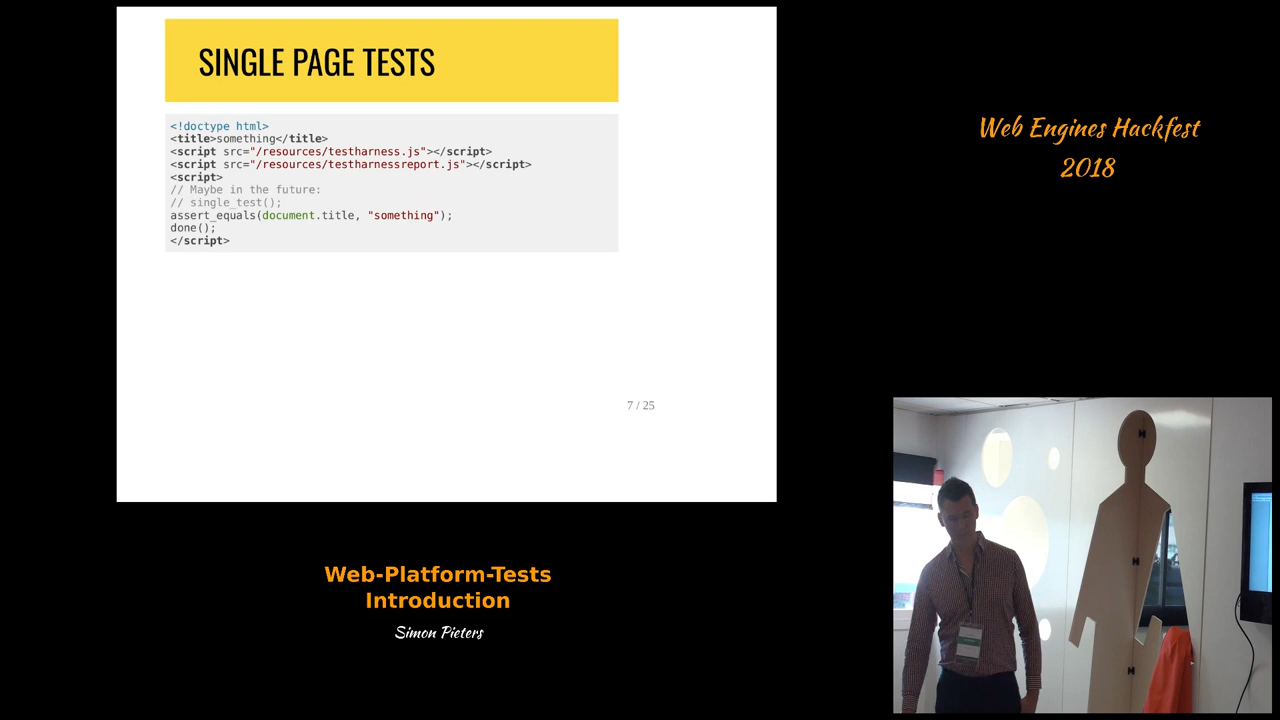 SINGLE PAGE TESTS
<!doctype html>
<title>something</title>
<script src="/resources/testharness.js"></script>
<script src="/resources/testharnessreport.js"></script>
<script>
// Maybe in the future:
// single_test();
assert_equals(document.title, "something");
done();
</script>
7 / 25
Web Engines Hackfest
2018
Web-Platform-Tests
Introduction
Simon Pieters